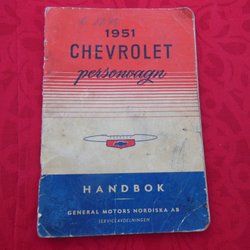 1951
CHEVROLET
personvagn
HANDBOK
GENERAL MOTORS NORDISKA AB
SERVICEAVDELNINGEN